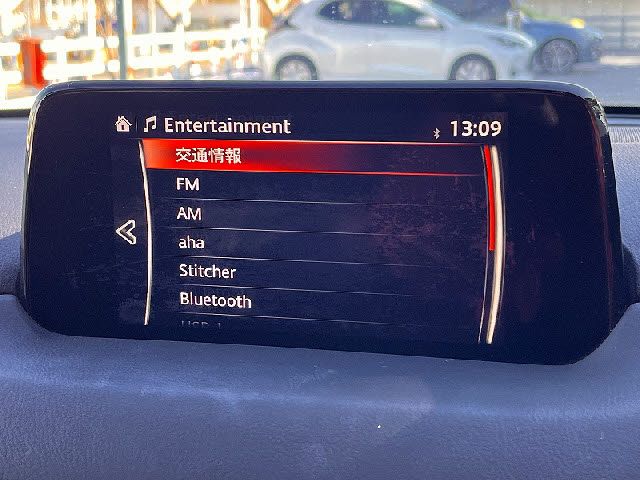 Entertainment
13:09
交通情報
FM
AM
aha
Stitcher
Bluetooth